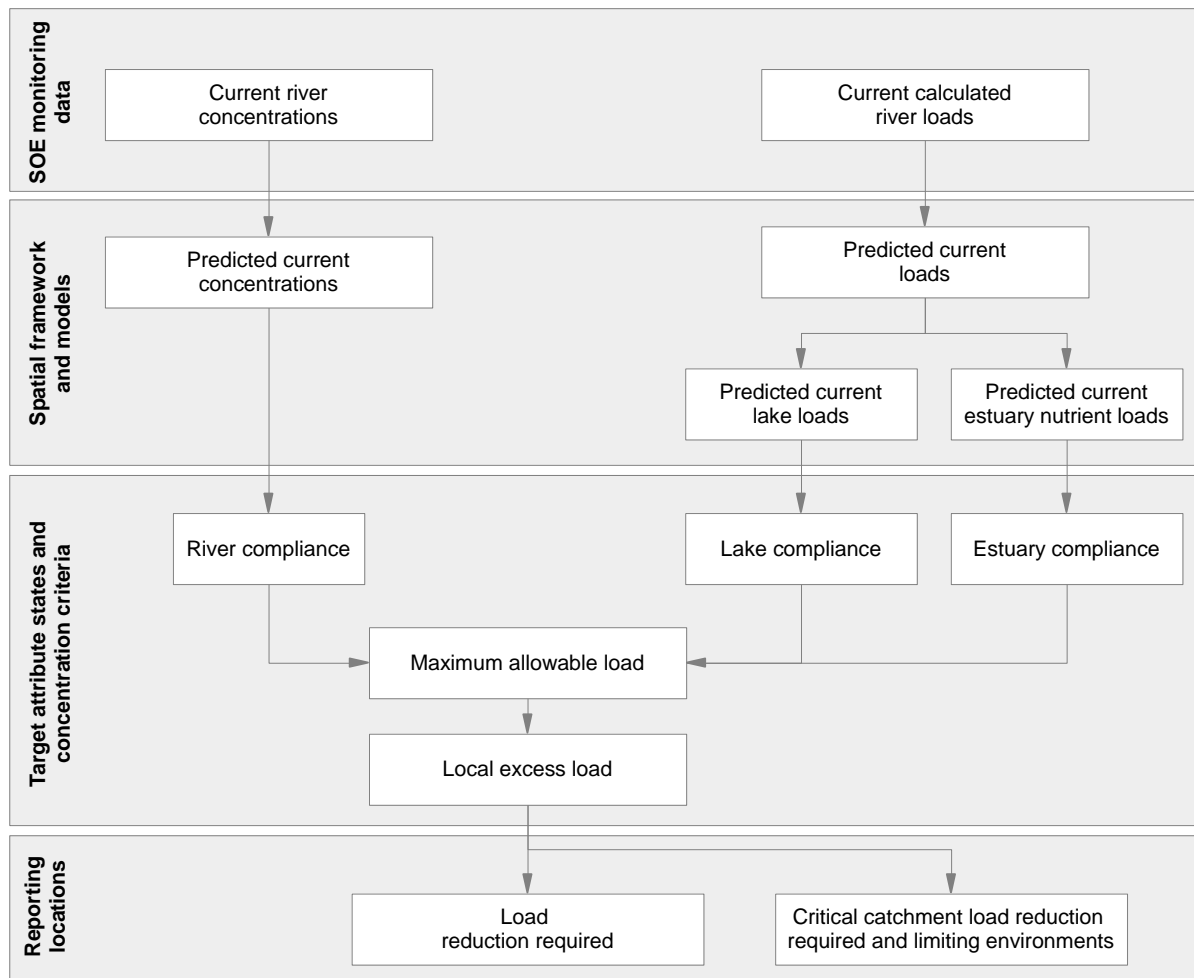 SOE monitoring
data
Current river
concentrations
Current calculated
river loads
Spatial framework
and models
Predicted current
concentrations
Predicted current
loads
Predicted current
lake loads
Predicted current
estuary nutrient loads
Target attribute states and
concentration criteria
River compliance
Lake compliance
Estuary compliance
Maximum allowable load
Local excess load
Reporting
locations
Load
reduction required
Critical catchment load reduction
required and limiting environments